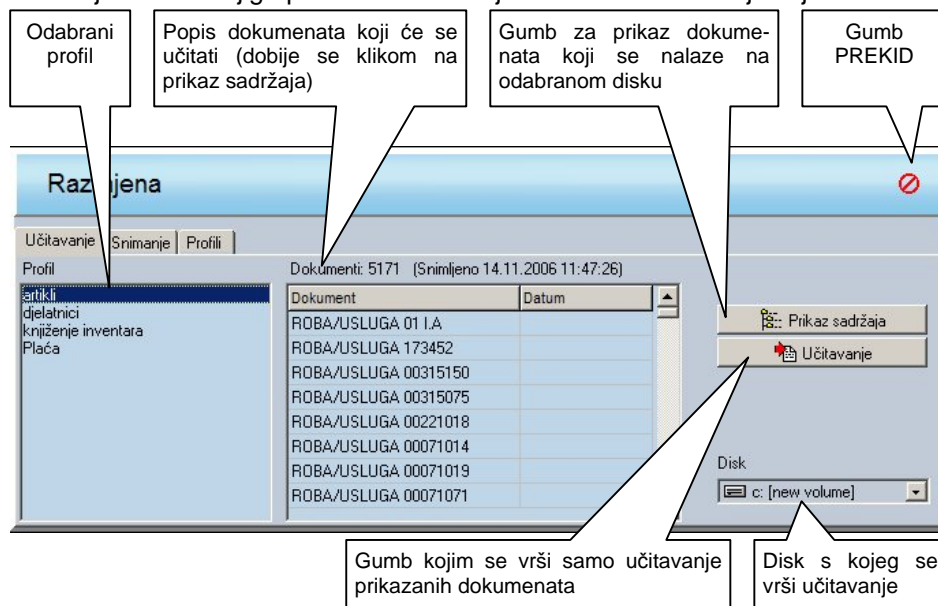 Odabrani
profil
Popis dokumenata koji će se
učitati (dobije se klikom na
prikaz sadržaja)
Gumb za prikaz dokume-
nata koji se nalaze na
odabranom disku
Gumb
PREKID
Učitavanje Snimanje Profili
Profil
Dokumenti: 5171 (Snimljeno 14.11.2006 11:47:26)
artikli
djelatnici
knjiženje inventara
Plaća
Dokument Datum
ROBA/USLUGA 01 I.A
ROBA/USLUGA 173452
ROBA/USLUGA 00315150
ROBA/USLUGA 00315075
ROBA/USLUGA 00221018
ROBA/USLUGA 00071014
ROBA/USLUGA 00071019
ROBA/USLUGA 00071071
Prikaz sadržaja
Učitavanje
Disk
c: [new volume]
Gumb kojim se vrši samo učitavanje
prikazanih dokumenata
Disk s kojeg se
vrši učitavanje